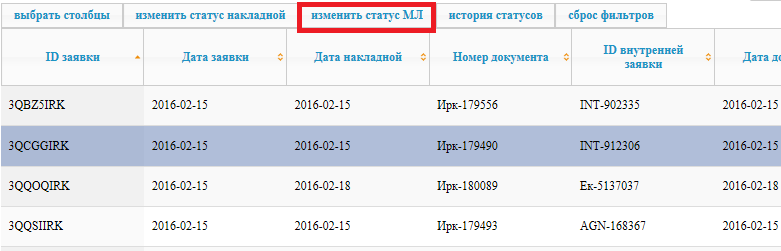 выбрать столбцы изменить статус накладной изменить статус МЛ история статусов сброс фильтров
ID заявки Дата заявки Дата накладной Номер документа ID внутренней заявки Дата до
3QBZ5IRK 2016-02-15 2016-02-15 Ирк-179556 INT-902335 2016-02-15
3QCGGIRK 2016-02-15 2016-02-15 Ирк-179490 INT-912306 2016-02-15
3QQOQIRK 2016-02-15 2016-02-18 Ирк-180089 Ек-5137037 2016-02-18
3QQSIIRK 2016-02-15 2016-02-15 Ирк-179493 AGN-168367 2016-02-15